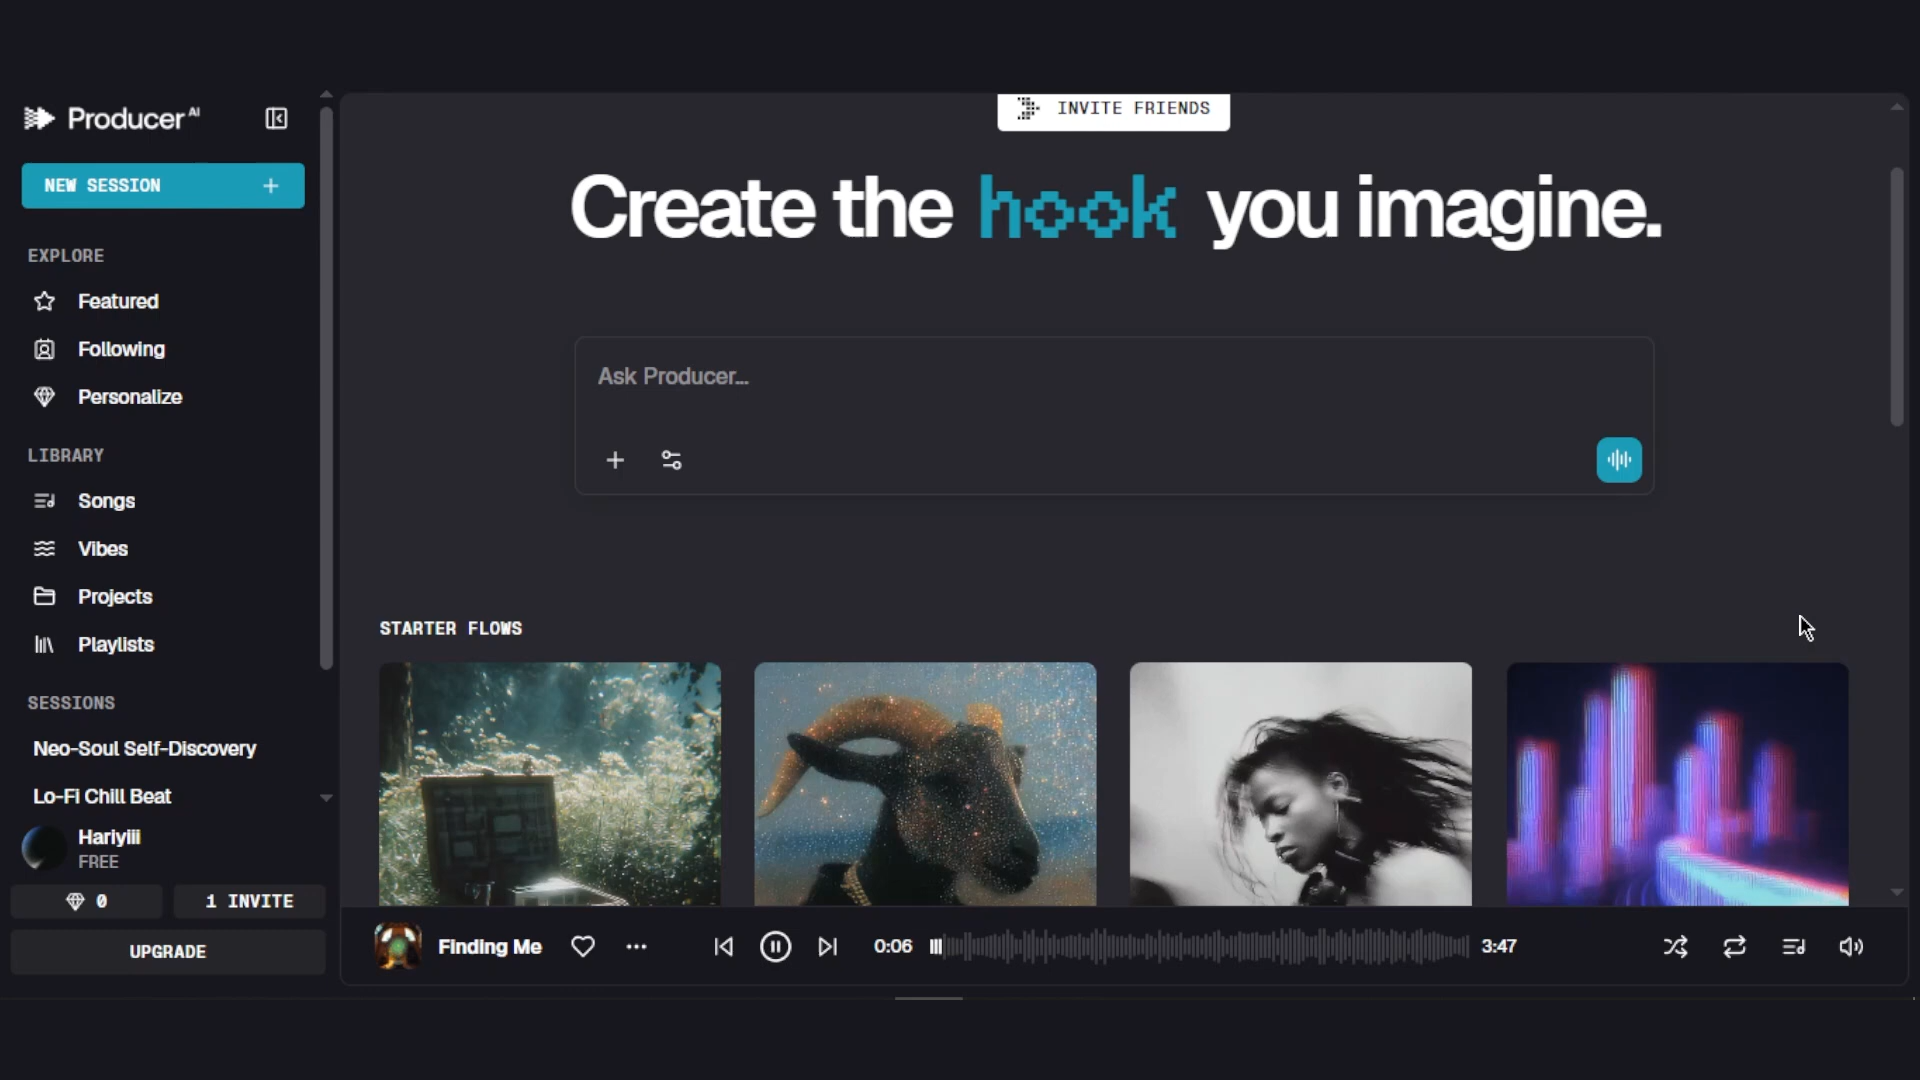 Producer AI
NEW SESSION
EXPLORE
Featured
Following
Personalize
LIBRARY
Songs
Vibes
Projects
Playlists
SESSIONS
Neo-Soul Self-Discovery
Lo-Fi Chill Beat
Hariyiii
FREE
0
1 INVITE
UPGRADE
INVITE FRIENDS
Create the hook you imagine.
Ask Producer...
STARTER FLOWS
Finding Me
0:06
3:47